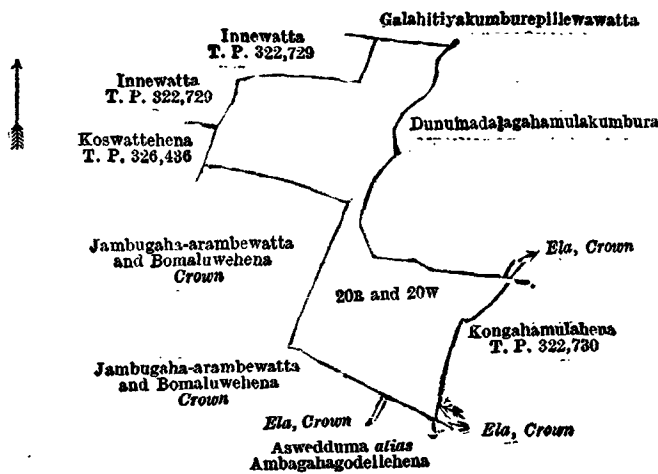 Galahitiyakumburepillewawatta
Innewatta
T. P. 322,729
Innewatta
T. P. 322,729
Dunumadalagahamulakumbura
Koswattehena
T. P. 326,436
Jambugaha-arambewatta
and Bomaluwehena
Crown
Ela, Crown
20R and 20W
Kongahamulahena
T. P. 322,730
Jambugaha-arambewatta
and Bomaluwehena
Crown
Ela, Crown
Ela, Crown
Aswedduma alias
Ambagahagodellehena